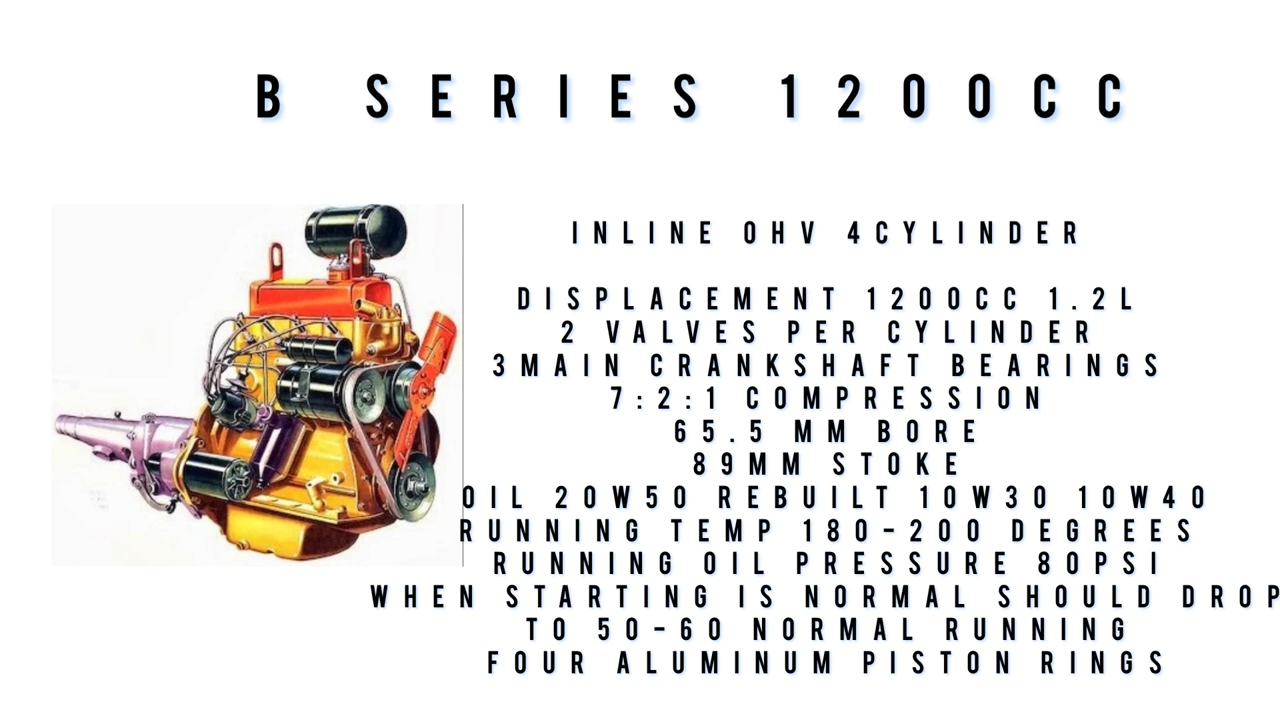 B SERIES 1200CC
INLINE OHV 4CYLINDER
DISPLACEMENT 1200CC 1.2L
2 VALVES PER CYLINDER
3MAIN CRANKSHAFT BEARINGS
7:2:1 COMPRESSION
65.5 MM BORE
89MM STOKE
OIL 20W50 REBUILT 10W30 10W40
RUNNING TEMP 180-200 DEGREES
RUNNING OIL PRESSURE 80PSI
WHEN STARTING IS NORMAL SHOULD DROP
TO 50-60 NORMAL RUNNING
FOUR ALUMINUM PISTON RINGS